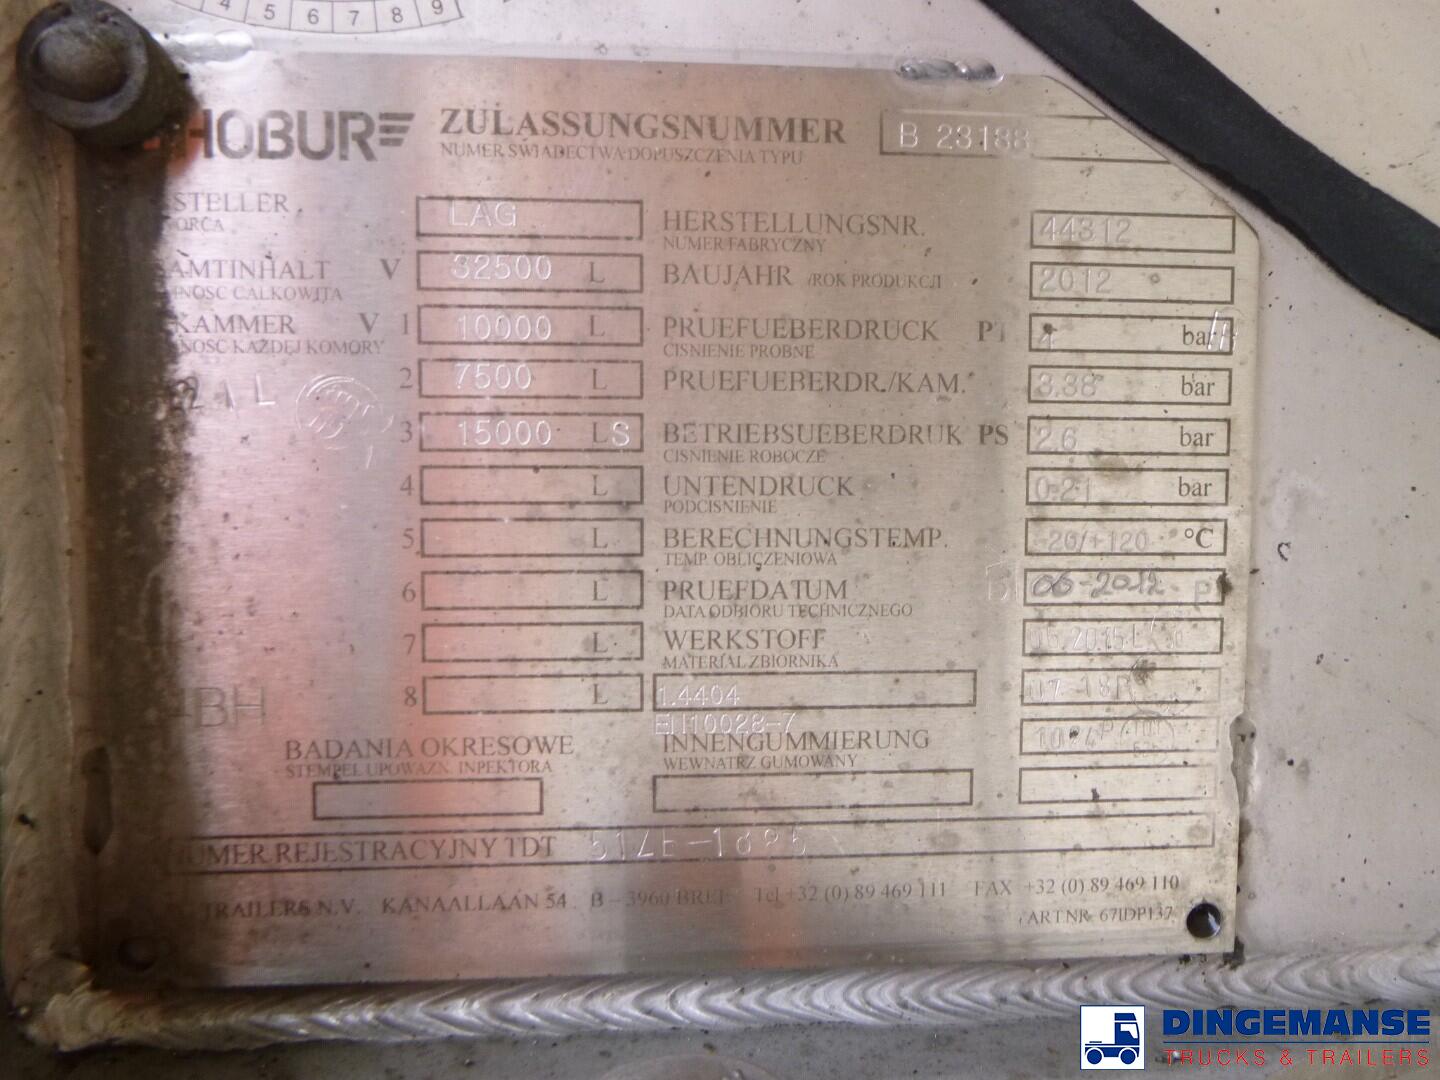 4 5 6 7 8 9
HOBUR
ZULASSUNGSNUMMER B 23188
NUMER ŚWIADECTWA DOPUSZCZENIA TYPU
STELLER LAG
ORCA
HERSTELLUNGSNR. 44312
NUMER FABRYCZNY
AMTINHALT V 32500 L
NOSC CALKOWITA
BAUJAHR /ROK PRODUKCJI 2012
KAMMER V 1 10000 L
NOSC KAZDEJ KOMORY
PRUEFUEBERDRUCK PT 4 bar
CISNIENIE PROBNE
2 7500 L
PRUEFUEBERDR./KAM. 3.38 bar
3 15000 LS
BETRIEBSUEBERDRUK PS 2.6 bar
CISNIENIE ROBOCZE
4 L
UNTENDRUCK 0.21 bar
PODCISNIENIE
5 L
BERECHNUNGSTEMP. -20/+120 °C
TEMP. OBLICZENIOWA
6 L
PRUEFDATUM 06-2012 P
DATA ODBIORU TECHNICZNEGO
7 L
WERKSTOFF
MATERIAL ZBIORNIKA
8 L
1.4404
EN10028-7
BH
BADANIA OKRESOWE
STEMPEL UPOWAZN. INPEKTORA
INNENGUMMIERUNG
WEWNATRZ GUMOWANY
UMER REJESTRACYJNY TDT
TRAILERS N.V. KANAALLAAN 54 B - 3960 BREE Tel +32 (0) 89 469 111 FAX +32 (0) 89 469 110
ART NR 67IDP137
DINGEMANSE
TRUCKS & TRAILERS